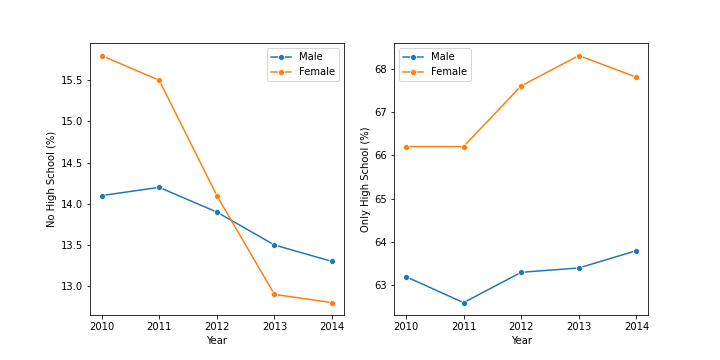 Male
Female
No High School (%)
15.5
15.0
14.5
14.0
13.5
13.0
2010 2011 2012 2013 2014
Year
Male
Female
Only High School (%)
68
67
66
65
64
63
2010 2011 2012 2013 2014
Year